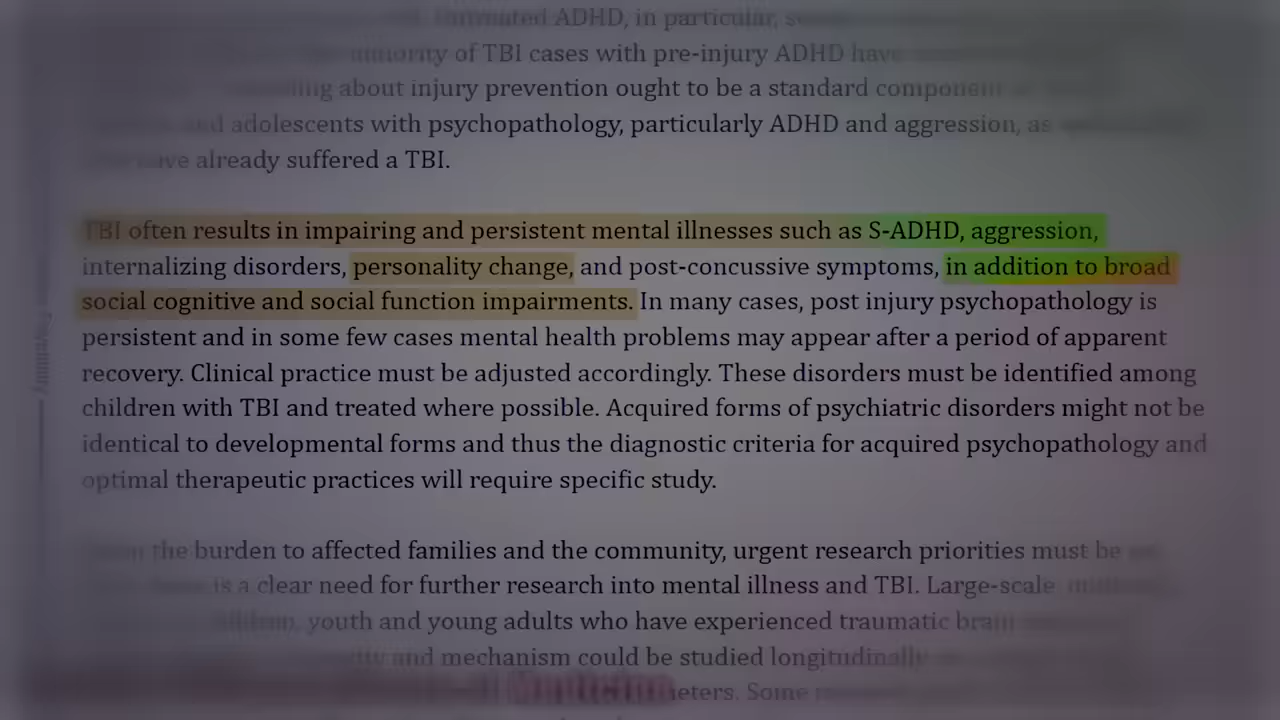 ADHD, in particular,
of TBI cases with pre-injury ADHD have
about injury prevention ought to be a standard component
and adolescents with psychopathology, particularly ADHD and aggression, as
have already suffered a TBI.
TBI often results in impairing and persistent mental illnesses such as S-ADHD, aggression,
internalizing disorders, personality change, and post-concussive symptoms, in addition to broad
social cognitive and social function impairments. In many cases, post injury psychopathology is
persistent and in some few cases mental health problems may appear after a period of apparent
recovery. Clinical practice must be adjusted accordingly. These disorders must be identified among
children with TBI and treated where possible. Acquired forms of psychiatric disorders might not be
identical to developmental forms and thus the diagnostic criteria for acquired psychopathology and
optimal therapeutic practices will require specific study.
the burden to affected families and the community, urgent research priorities must be
is a clear need for further research into mental illness and TBI. Large-scale
youth and young adults who have experienced traumatic brain
and mechanism could be studied longitudinally
Some